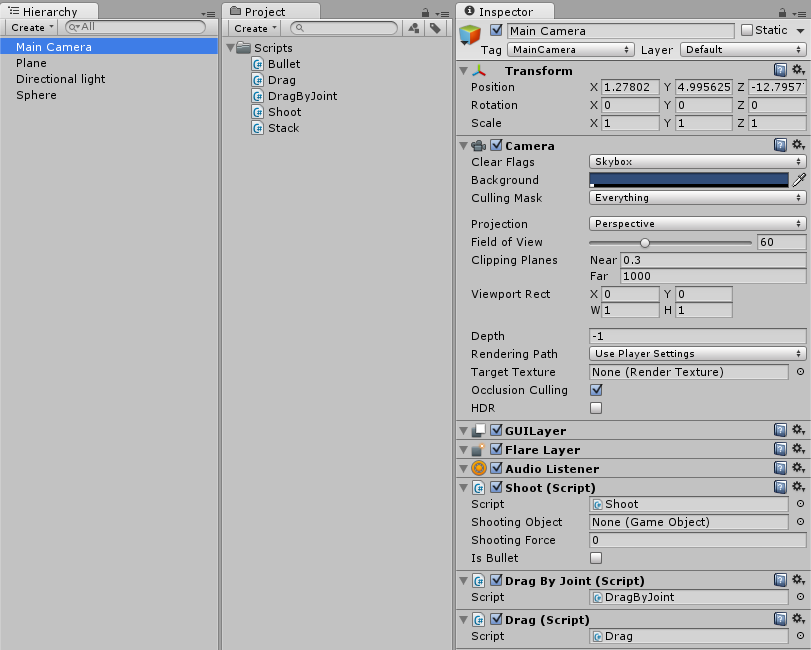 Hierarchy
Create
All
Main Camera
Plane
Directional light
Sphere
Project
Create
Scripts
Bullet
Drag
DragByJoint
Shoot
Stack
Inspector
Main Camera Static
Tag MainCamera Layer Default
Transform
Position X 1.27802 Y 4.995625 Z -12.7957
Rotation X 0 Y 0 Z 0
Scale X 1 Y 1 Z 1
Camera
Clear Flags Skybox
Background
Culling Mask Everything
Projection Perspective
Field of View 60
Clipping Planes Near 0.3
Far 1000
Viewport Rect X 0 Y 0
W 1 H 1
Depth -1
Rendering Path Use Player Settings
Target Texture None (Render Texture)
Occlusion Culling
HDR
GUILayer
Flare Layer
Audio Listener
Shoot (Script)
Script Shoot
Shooting Object None (Game Object)
Shooting Force 0
Is Bullet
Drag By Joint (Script)
Script DragByJoint
Drag (Script)
Script Drag